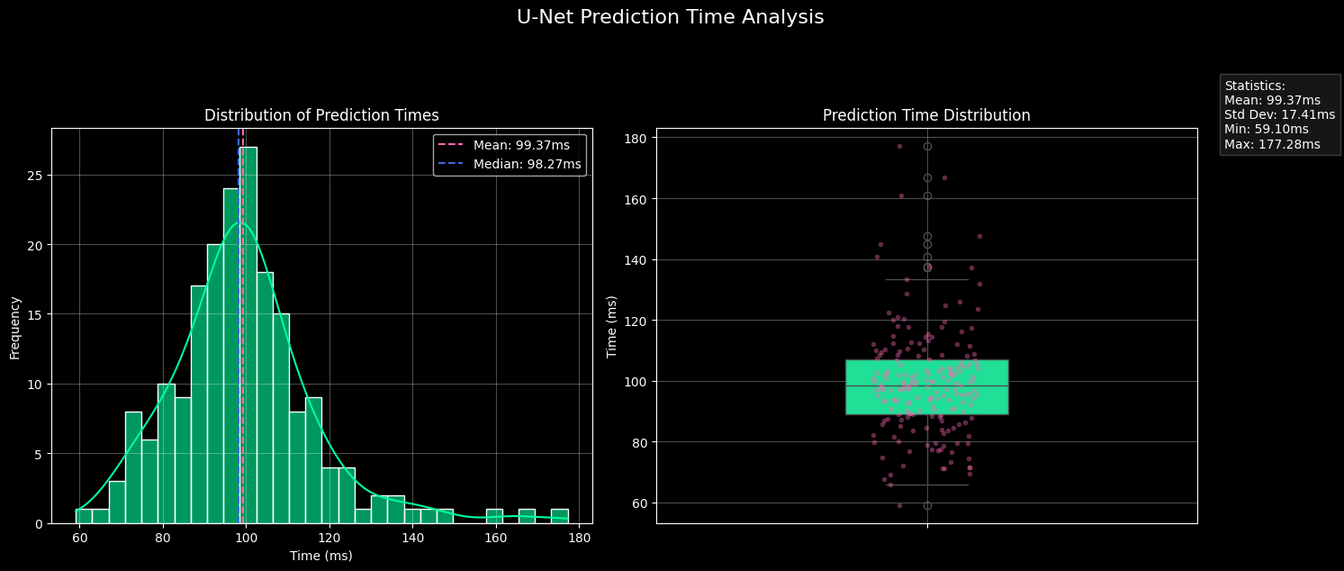 U-Net Prediction Time Analysis
Distribution of Prediction Times
Mean: 99.37ms
Median: 98.27ms
Frequency
25
20
15
10
5
0
60
80
100
120
140
160
180
Time (ms)
Prediction Time Distribution
Time (ms)
180
160
140
120
100
80
60
Statistics:
Mean: 99.37ms
Std Dev: 17.41ms
Min: 59.10ms
Max: 177.28ms